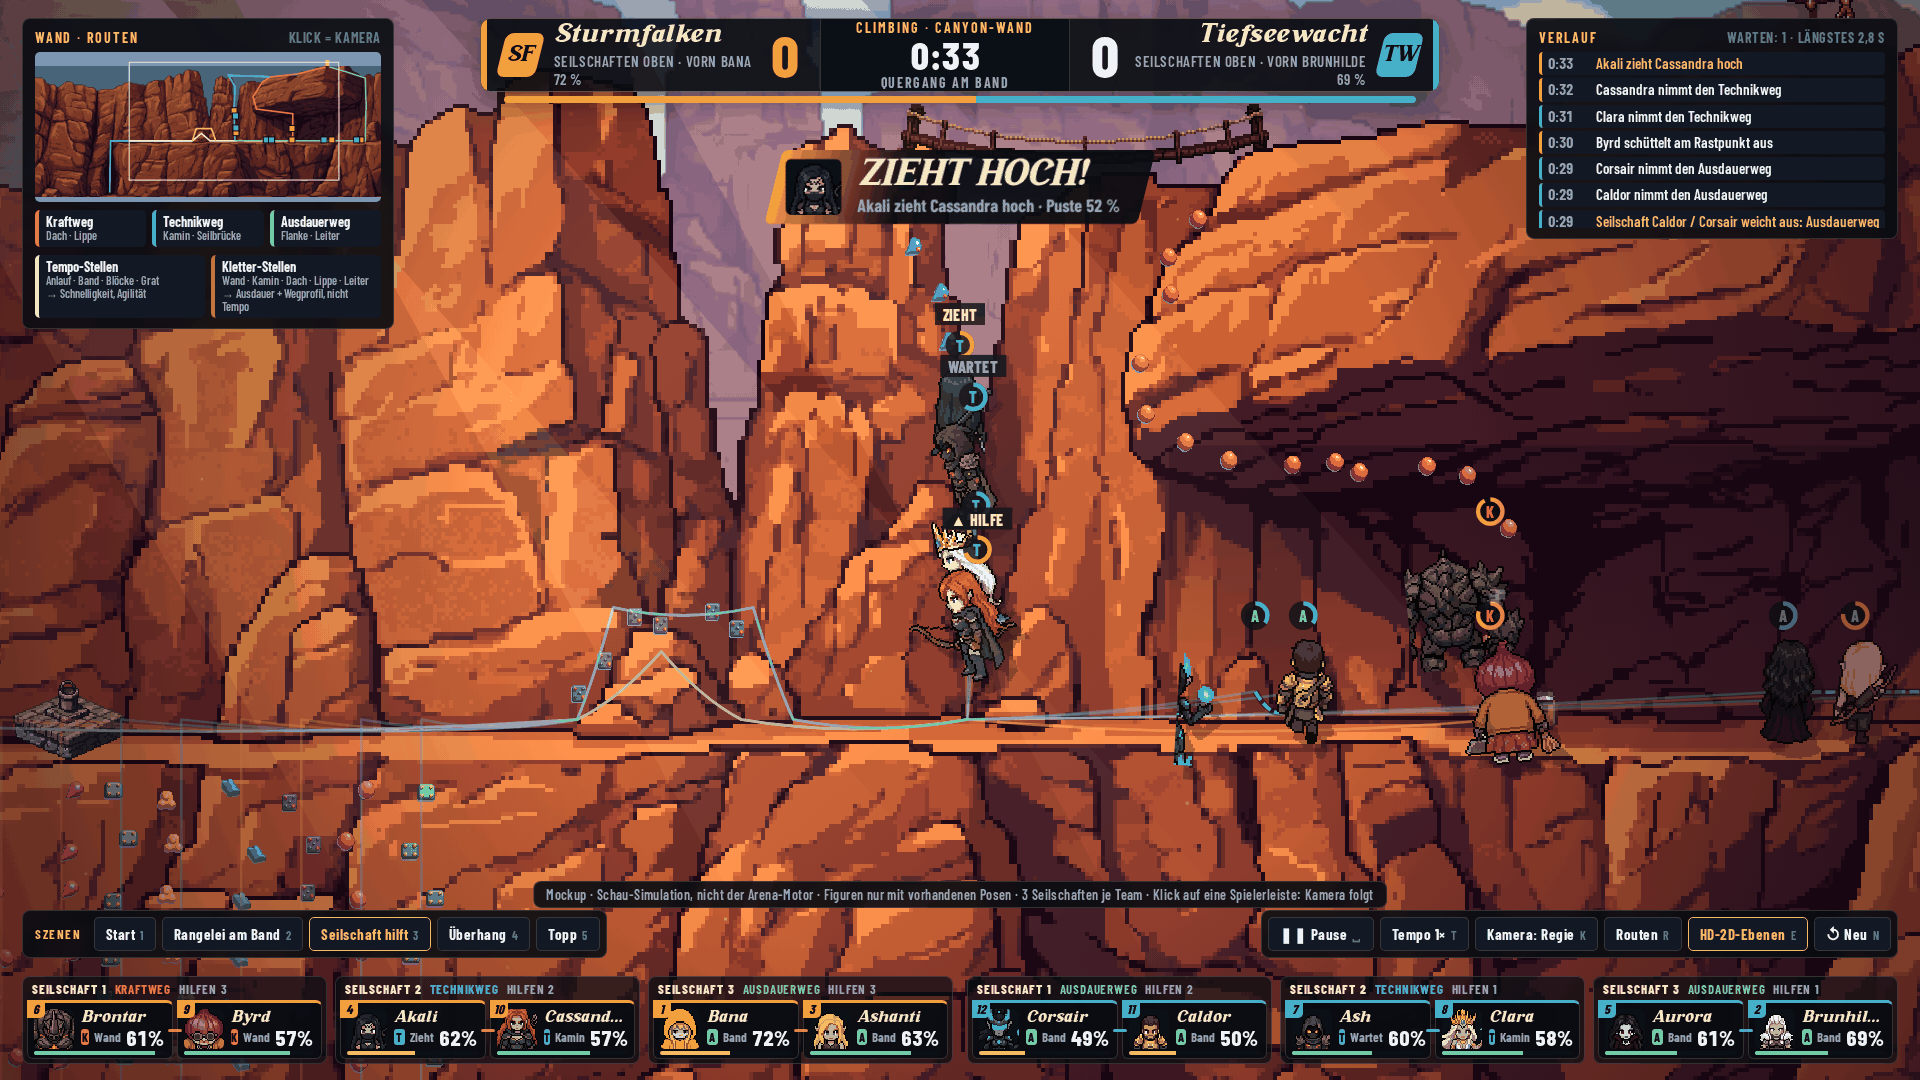 WAND · ROUTEN
KLICK = KAMERA
Kraftweg
Dach · Lippe
Technikweg
Kamin · Seilbrücke
Ausdauerweg
Flanke · Leiter
Tempo-Stellen
Anlauf · Band · Blöcke · Grat
→ Schnelligkeit, Agilität
Kletter-Stellen
Wand · Kamin · Dach · Lippe · Leiter
→ Ausdauer + Wegprofil, nicht
Tempo
SF
Sturmfalken
SEILSCHAFTEN OBEN · VORN BANA
72 %
0
CLIMBING · CANYON-WAND
0:33
QUERGANG AM BAND
0
Tiefseewacht
SEILSCHAFTEN OBEN · VORN BRUNHILDE
69 %
TW
VERLAUF
WARTEN: 1 · LÄNGSTES 2,8 S
0:33 Akali zieht Cassandra hoch
0:32 Cassandra nimmt den Technikweg
0:31 Clara nimmt den Technikweg
0:30 Byrd schüttelt am Rastpunkt aus
0:29 Corsair nimmt den Ausdauerweg
0:29 Caldor nimmt den Ausdauerweg
0:29 Seilschaft Caldor / Corsair weicht aus: Ausdauerweg
ZIEHT HOCH!
Akali zieht Cassandra hoch · Puste 52 %
ZIEHT
T
WARTET
T
T
▲ HILFE
T
K
K
A
A
A
A
Mockup · Schau-Simulation, nicht der Arena-Motor · Figuren nur mit vorhandenen Posen · 3 Seilschaften je Team · Klick auf eine Spielerleiste: Kamera folgt
SZENEN
Start 1
Rangelei am Band 2
Seilschaft hilft 3
Überhang 4
Topp 5
❚❚ Pause ␣
Tempo 1× T
Kamera: Regie K
Routen R
HD-2D-Ebenen E
↺ Neu N
SEILSCHAFT 1 KRAFTWEG HILFEN 3
6 Brontar
K Wand 61%
9 Byrd
K Wand 57%
SEILSCHAFT 2 TECHNIKWEG HILFEN 2
4 Akali
T Zieht 62%
10 Cassand...
T Kamin 57%
SEILSCHAFT 3 AUSDAUERWEG HILFEN 3
1 Bana
A Band 72%
3 Ashanti
A Band 63%
SEILSCHAFT 1 AUSDAUERWEG HILFEN 2
12 Corsair
A Band 49%
11 Caldor
A Band 50%
SEILSCHAFT 2 TECHNIKWEG HILFEN 1
7 Ash
T Wartet 60%
8 Clara
T Kamin 58%
SEILSCHAFT 3 AUSDAUERWEG HILFEN 1
5 Aurora
A Band 61%
2 Brunhil...
A Band 69%